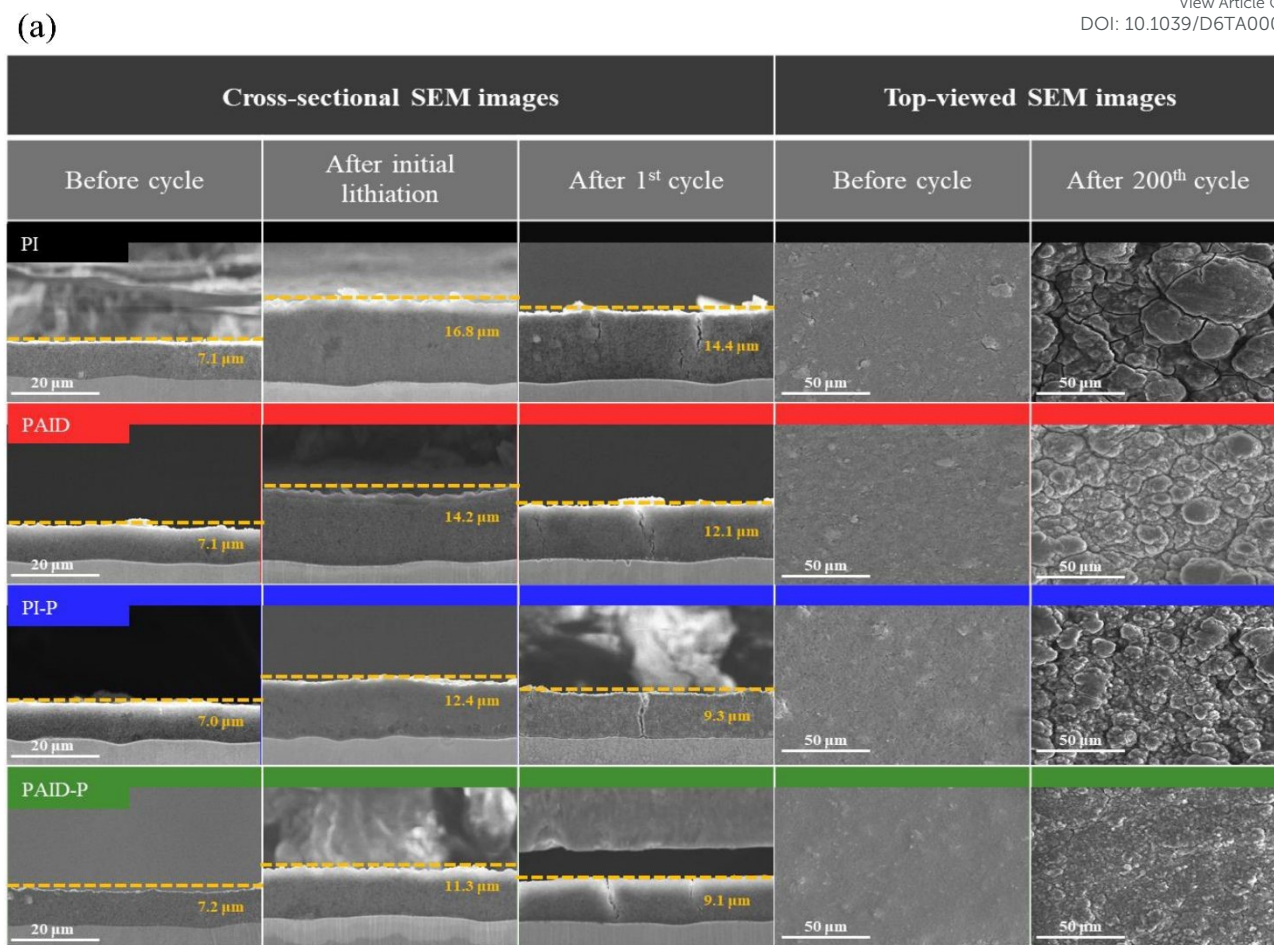 (a)
View Article O
DOI: 10.1039/D6TA000
Cross-sectional SEM images
Top-viewed SEM images
Before cycle
After initial
lithiation
After 1st cycle
Before cycle
After 200th cycle
PI
7.1 µm
20 µm
16.8 µm
14.4 µm
50 µm
50 µm
PAID
7.1 µm
20 µm
14.2 µm
12.1 µm
50 µm
50 µm
PI-P
7.0 µm
20 µm
12.4 µm
9.3 µm
50 µm
50 µm
PAID-P
7.2 µm
20 µm
11.3 µm
9.1 µm
50 µm
50 µm